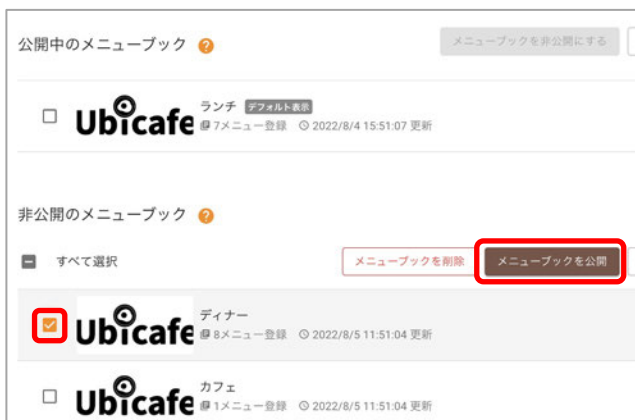 公開中のメニューブック ?
メニューブックを非公開にする
Ubicafe
ランチ デフォルト表示
7メニュー登録 2022/8/4 15:51:07 更新
非公開のメニューブック ?
すべて選択
メニューブックを削除
メニューブックを公開
Ubicafe
ディナー
8メニュー登録 2022/8/5 11:51:04 更新
Ubicafe
カフェ
1メニュー登録 2022/8/5 11:51:04 更新